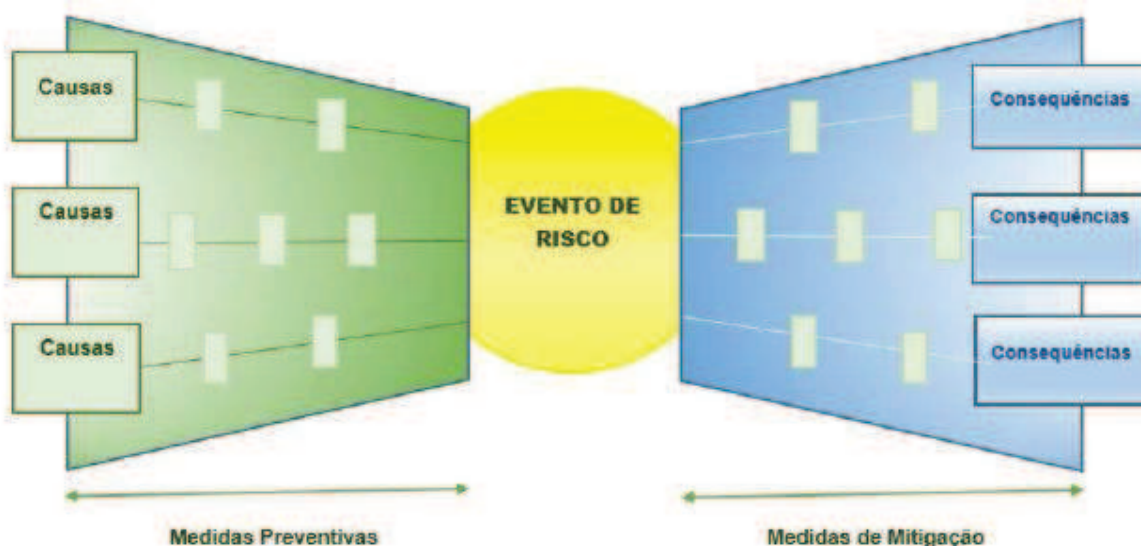 Causas
Consequências
EVENTO DE
RISCO
Causas
Consequências
Causas
Consequências
Medidas Preventivas
Medidas de Mitigação